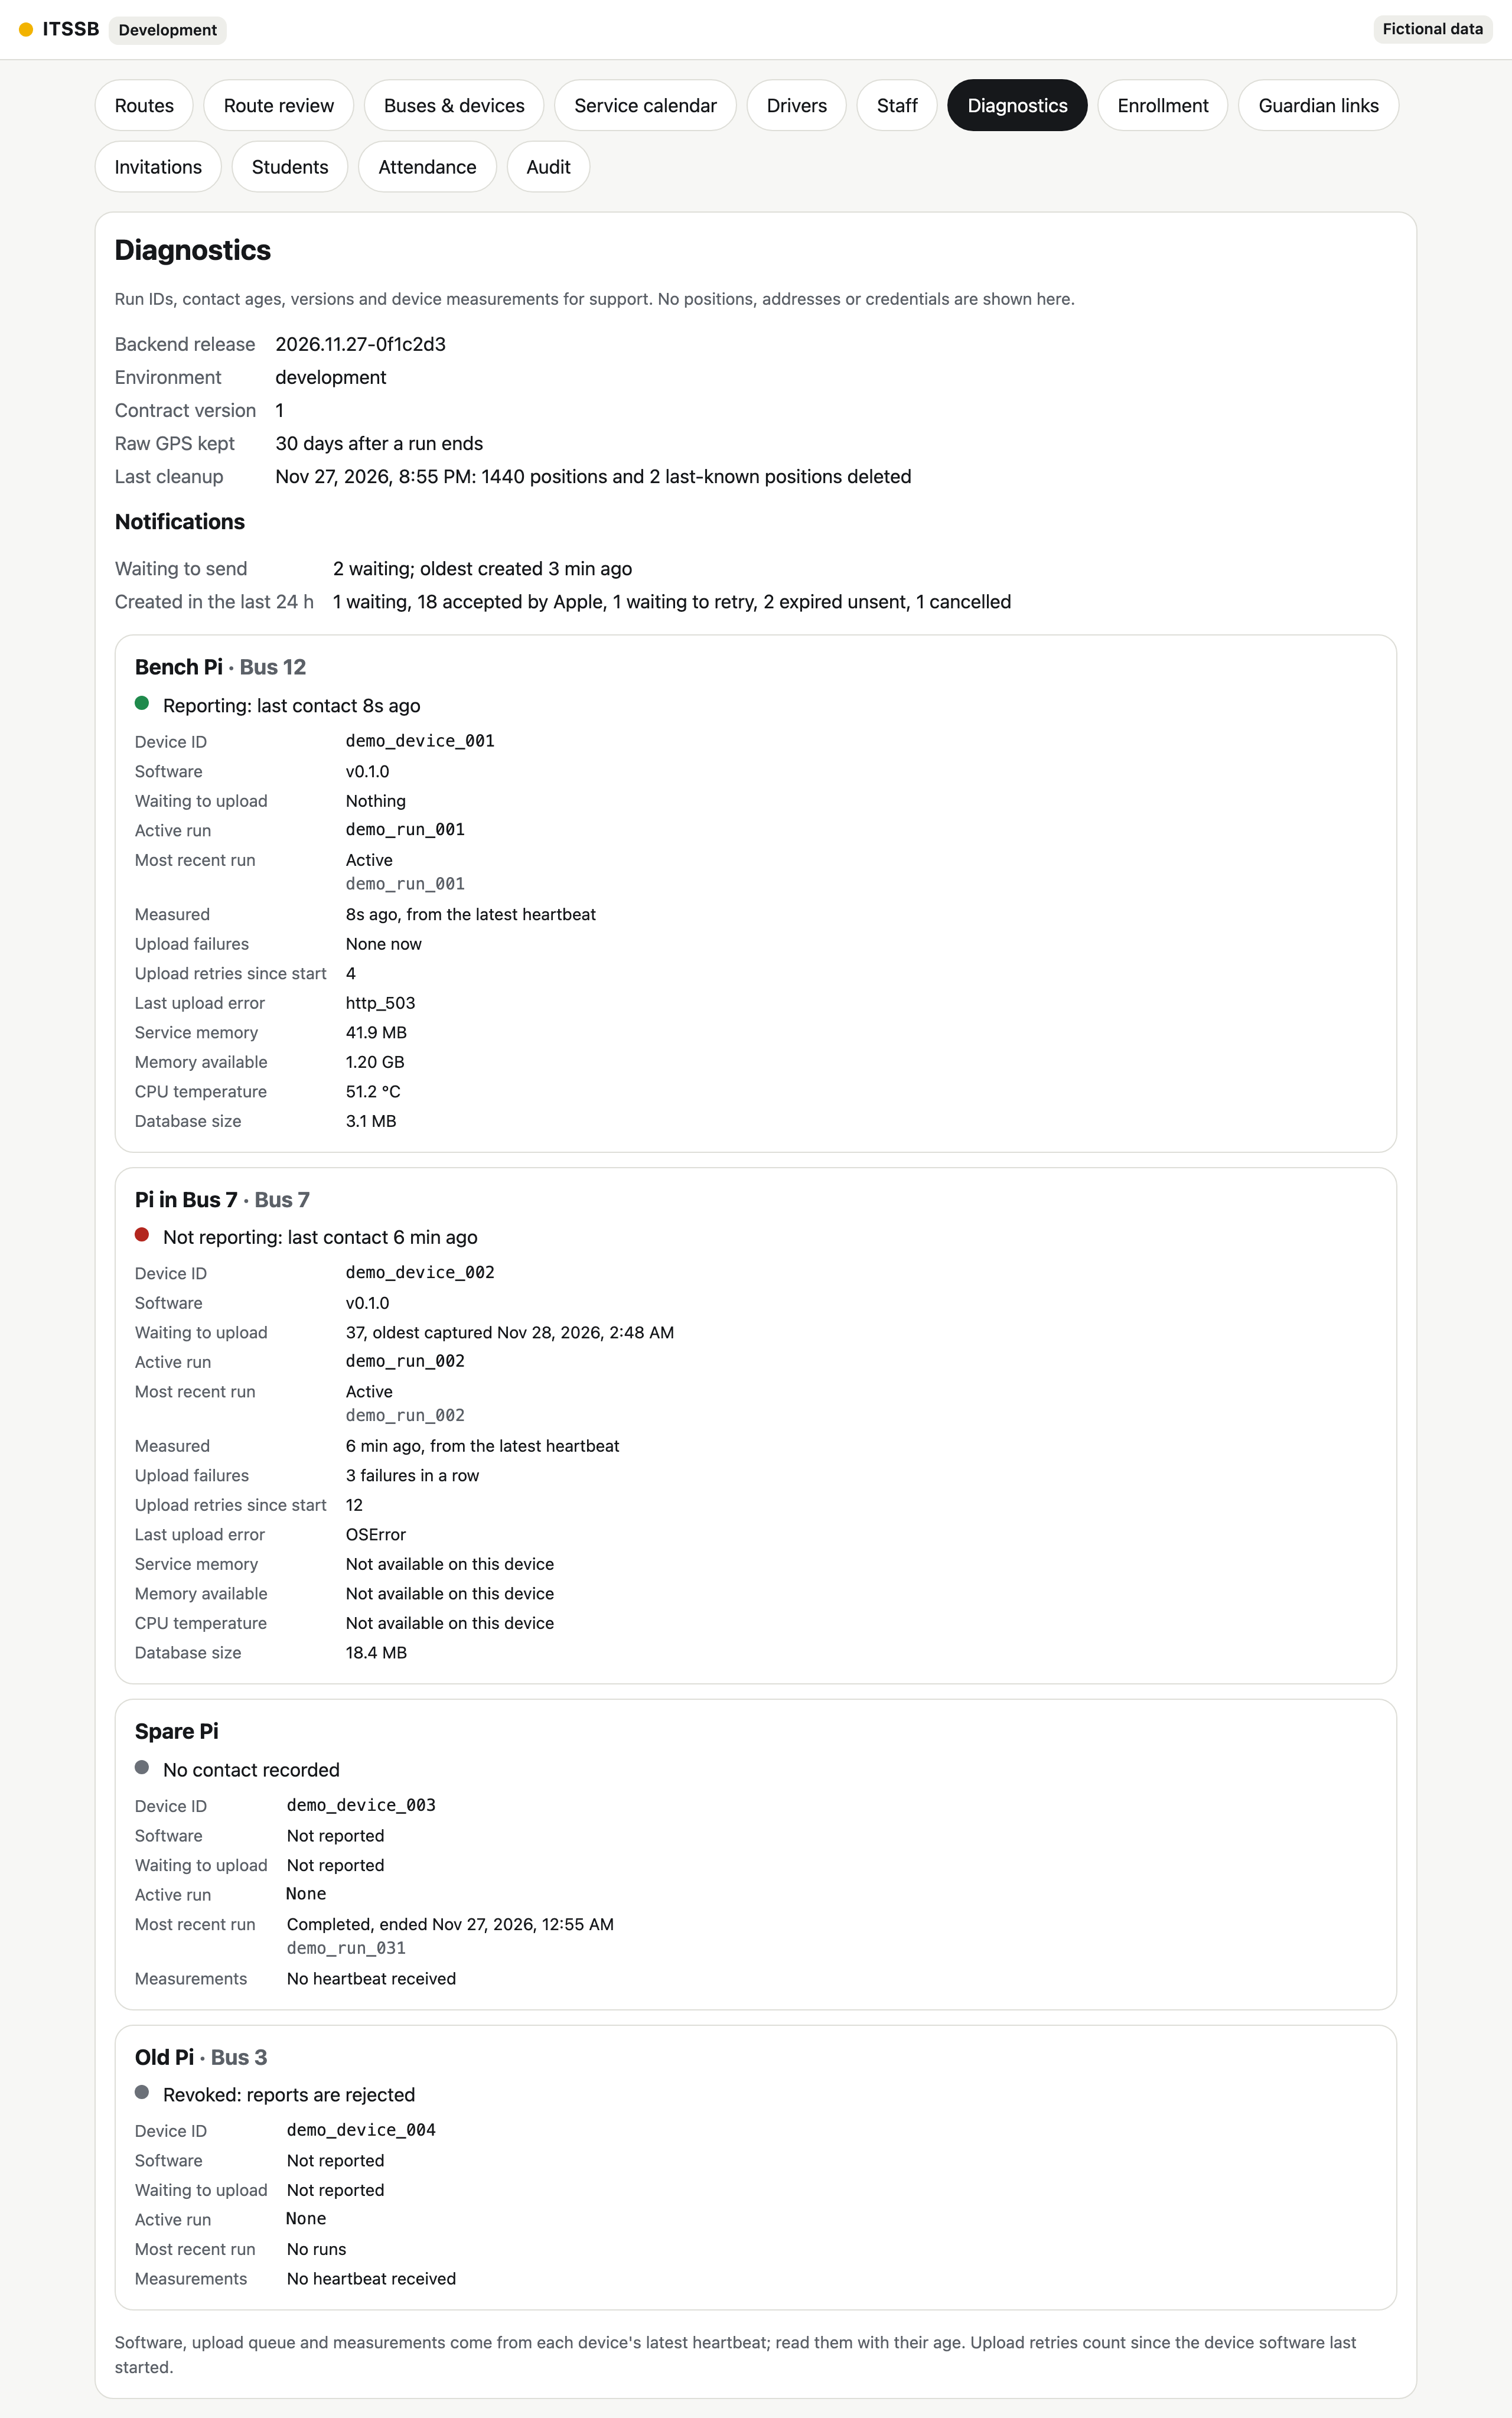 ITSSB Development Fictional data
Routes Route review Buses & devices Service calendar Drivers Staff Diagnostics Enrollment Guardian links
Invitations Students Attendance Audit
Diagnostics
Run IDs, contact ages, versions and device measurements for support. No positions, addresses or credentials are shown here.
Backend release 2026.11.27-0f1c2d3
Environment development
Contract version 1
Raw GPS kept 30 days after a run ends
Last cleanup Nov 27, 2026, 8:55 PM: 1440 positions and 2 last-known positions deleted
Notifications
Waiting to send 2 waiting; oldest created 3 min ago
Created in the last 24 h 1 waiting, 18 accepted by Apple, 1 waiting to retry, 2 expired unsent, 1 cancelled
Bench Pi · Bus 12
Reporting: last contact 8s ago
Device ID demo_device_001
Software v0.1.0
Waiting to upload Nothing
Active run demo_run_001
Most recent run Active
demo_run_001
Measured 8s ago, from the latest heartbeat
Upload failures None now
Upload retries since start 4
Last upload error http_503
Service memory 41.9 MB
Memory available 1.20 GB
CPU temperature 51.2 °C
Database size 3.1 MB
Pi in Bus 7 · Bus 7
Not reporting: last contact 6 min ago
Device ID demo_device_002
Software v0.1.0
Waiting to upload 37, oldest captured Nov 28, 2026, 2:48 AM
Active run demo_run_002
Most recent run Active
demo_run_002
Measured 6 min ago, from the latest heartbeat
Upload failures 3 failures in a row
Upload retries since start 12
Last upload error OSError
Service memory Not available on this device
Memory available Not available on this device
CPU temperature Not available on this device
Database size 18.4 MB
Spare Pi
No contact recorded
Device ID demo_device_003
Software Not reported
Waiting to upload Not reported
Active run None
Most recent run Completed, ended Nov 27, 2026, 12:55 AM
demo_run_031
Measurements No heartbeat received
Old Pi · Bus 3
Revoked: reports are rejected
Device ID demo_device_004
Software Not reported
Waiting to upload Not reported
Active run None
Most recent run No runs
Measurements No heartbeat received
Software, upload queue and measurements come from each device's latest heartbeat; read them with their age. Upload retries count since the device software last
started.